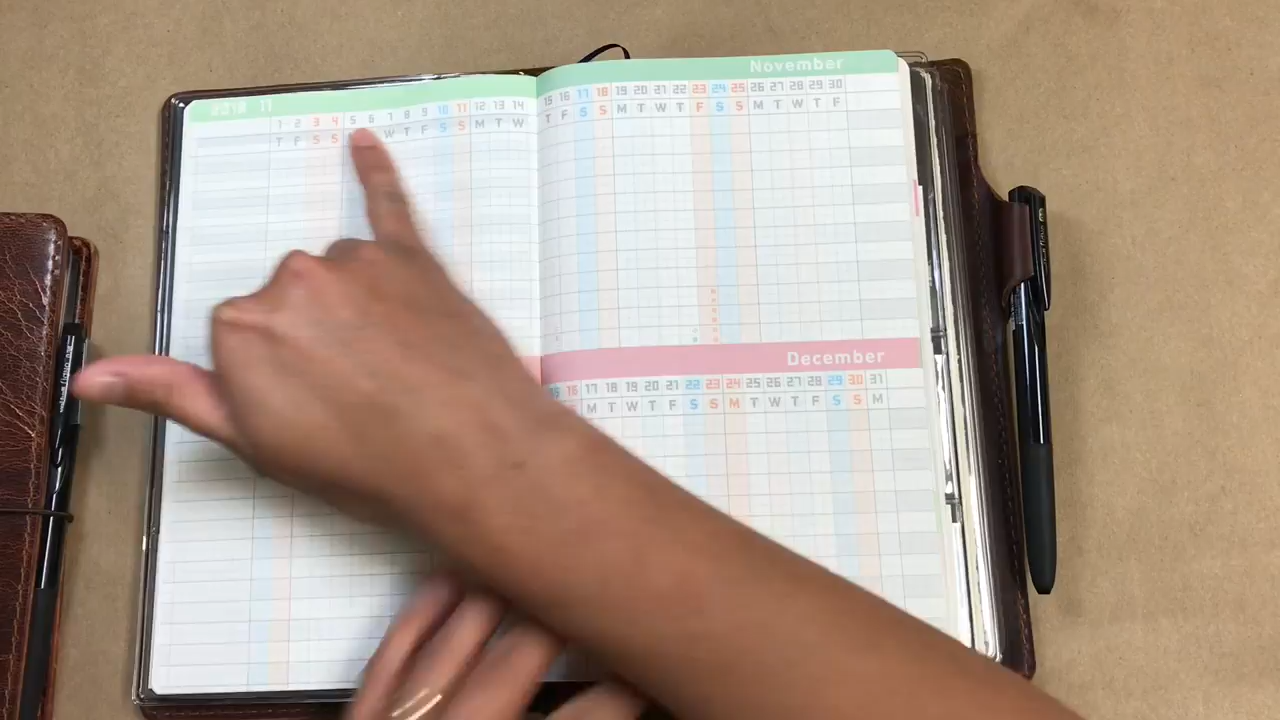 2018 11
1 2 3 4 5 6 7 8 9 10 11 12 13 14
T F S S W T F S S M T W
November
15 16 17 18 19 20 21 22 23 24 25 26 27 28 29 30
T F S S M T W T F S S M T W T F
December
15 16 17 18 19 20 21 22 23 24 25 26 27 28 29 30 31
M T W T F S S M T W T F S S M